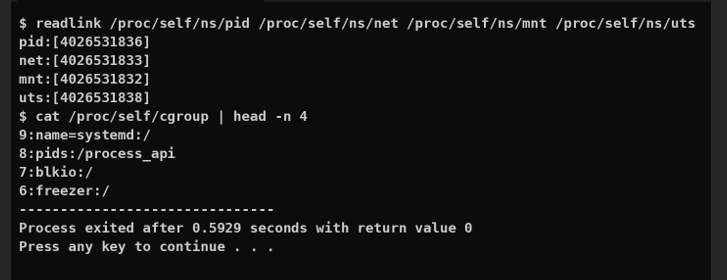 $ readlink /proc/self/ns/pid /proc/self/ns/net /proc/self/ns/mnt /proc/self/ns/uts
pid:[4026531836]
net:[4026531833]
mnt:[4026531832]
uts:[4026531838]
$ cat /proc/self/cgroup | head -n 4
9:name=systemd:/
8:pids:/process_api
7:blkio:/
6:freezer:/
-------------------------------
Process exited after 0.5929 seconds with return value 0
Press any key to continue . . .